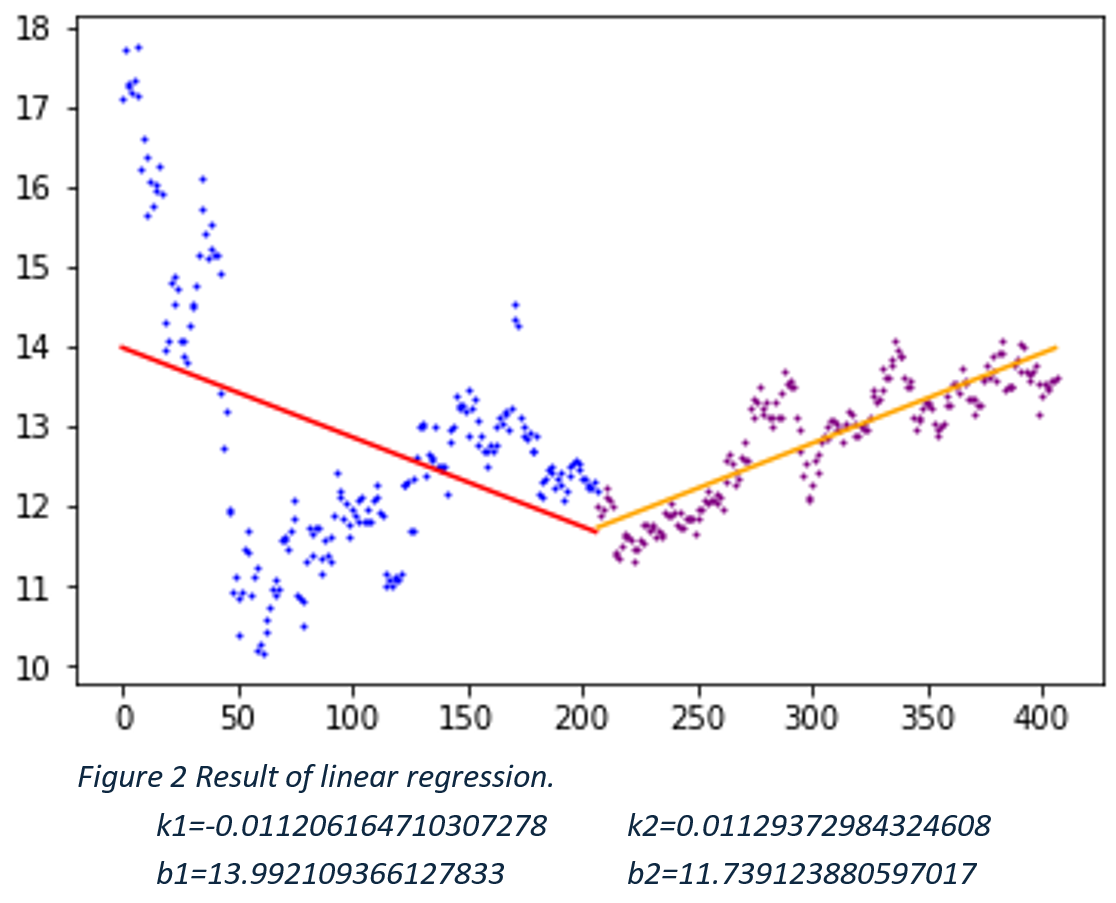 18
17
16
15
14
13
12
11
10
0 50 100 150 200 250 300 350 400
Figure 2 Result of linear regression.
k1=-0.011206164710307278 k2=0.01129372984324608
b1=13.992109366127833 b2=11.739123880597017